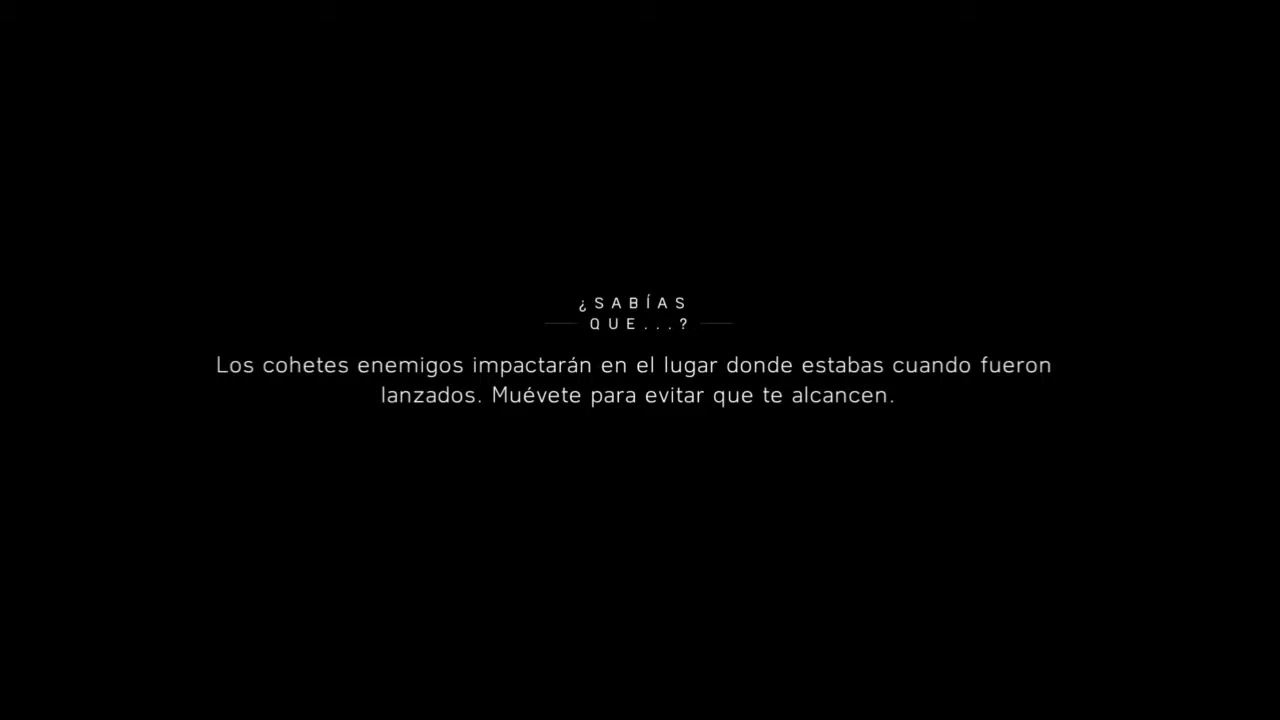 ¿SABÍAS
QUE...?
Los cohetes enemigos impactarán en el lugar donde estabas cuando fueron
lanzados. Muévete para evitar que te alcancen.